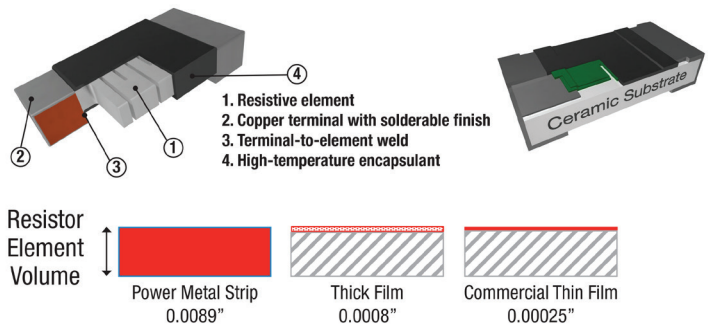 4
1. Resistive element
2. Copper terminal with solderable finish
3. Terminal-to-element weld
4. High-temperature encapsulant
2
3
1
Ceramic Substrate
Resistor
Element
Volume
Power Metal Strip
0.0089”
Thick Film
0.0008”
Commercial Thin Film
0.00025”